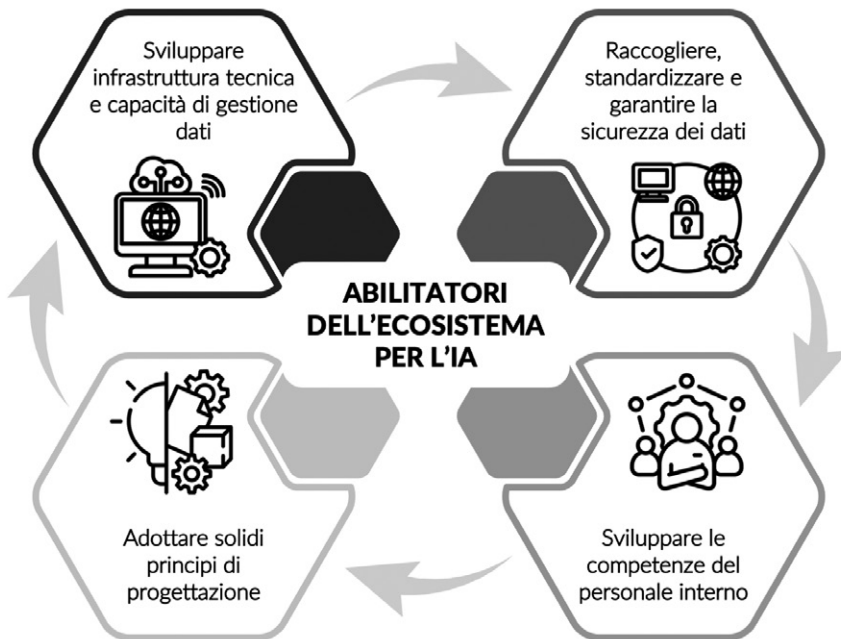 Sviluppare
infrastruttura tecnica
e capacità di gestione
dati
Raccogliere,
standardizzare e
garantire la
sicurezza dei dati
ABILITATORI
DELL’ECOSISTEMA
PER L’IA
Adottare solidi
principi di
progettazione
Sviluppare le
competenze del
personale interno